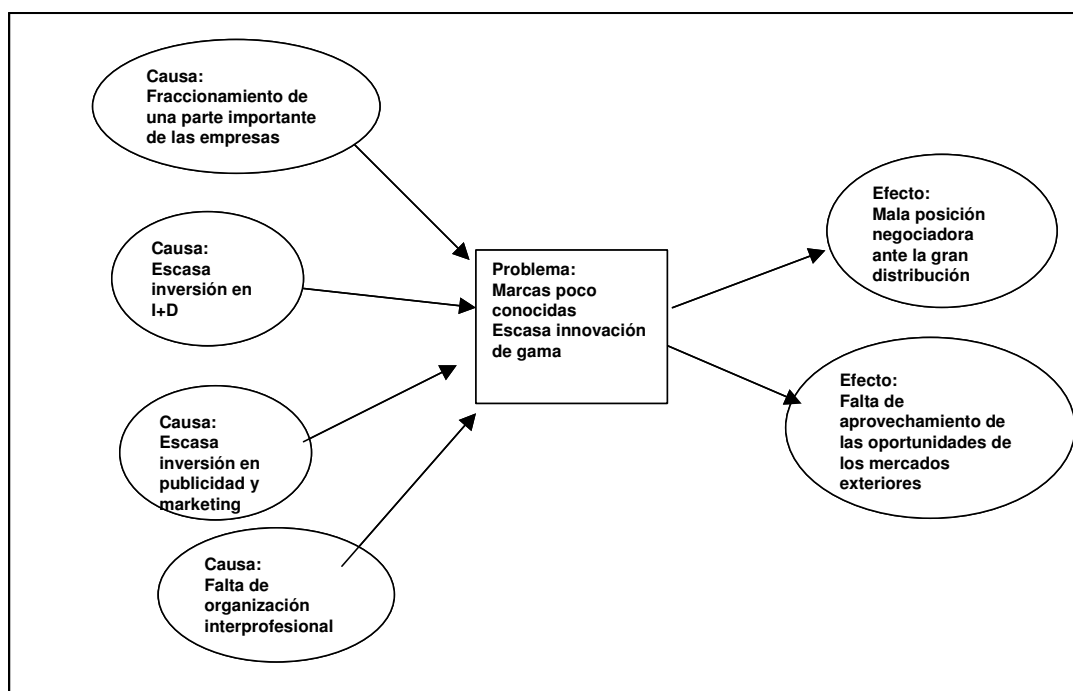 Causa:
Fraccionamiento de
una parte importante
de las empresas
Causa:
Escasa
inversión en
I+D
Causa:
Escasa
inversión en
publicidad y
marketing
Causa:
Falta de
organización
interprofesional
Problema:
Marcas poco
conocidas
Escasa innovación
de gama
Efecto:
Mala posición
negociadora
ante la gran
distribución
Efecto:
Falta de
aprovechamiento de
las oportunidades de
los mercados
exteriores